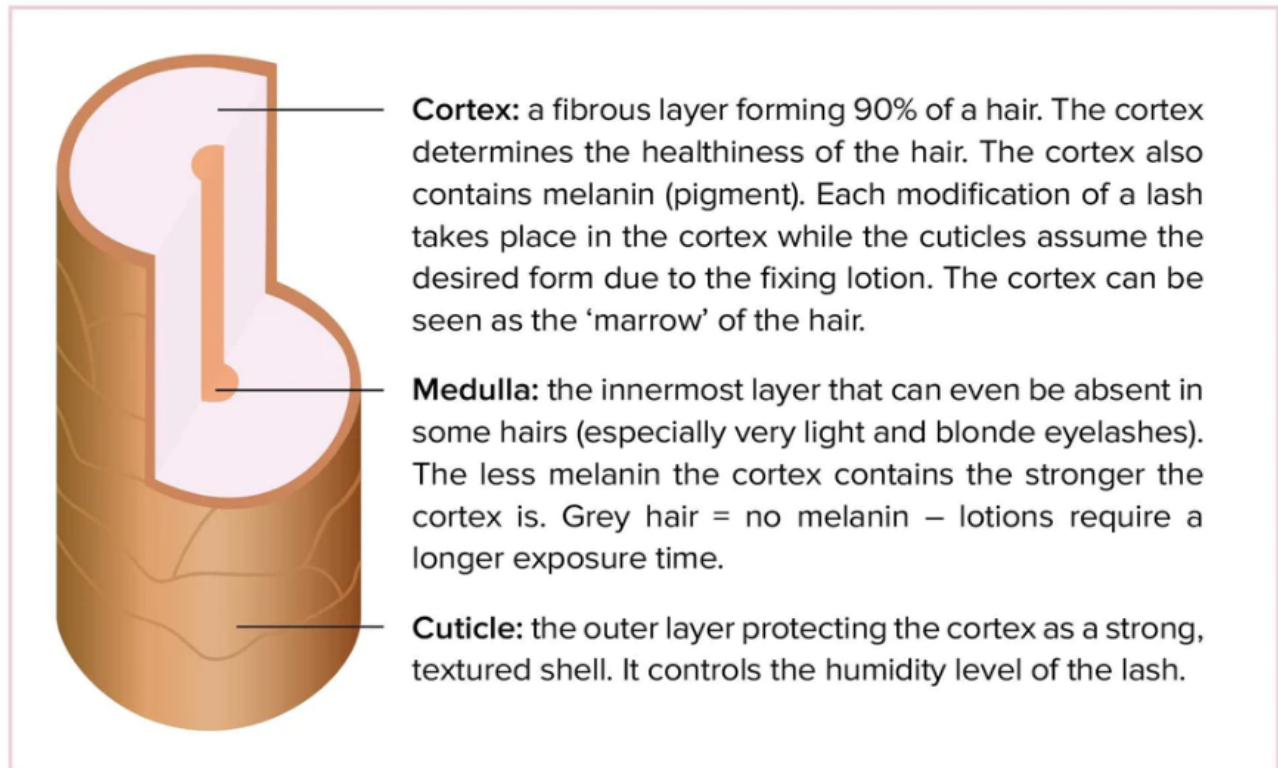 Cortex: a fibrous layer forming 90% of a hair. The cortex
determines the healthiness of the hair. The cortex also
contains melanin (pigment). Each modification of a lash
takes place in the cortex while the cuticles assume the
desired form due to the fixing lotion. The cortex can be
seen as the ‘marrow’ of the hair.
Medulla: the innermost layer that can even be absent in
some hairs (especially very light and blonde eyelashes).
The less melanin the cortex contains the stronger the
cortex is. Grey hair = no melanin – lotions require a
longer exposure time.
Cuticle: the outer layer protecting the cortex as a strong,
textured shell. It controls the humidity level of the lash.